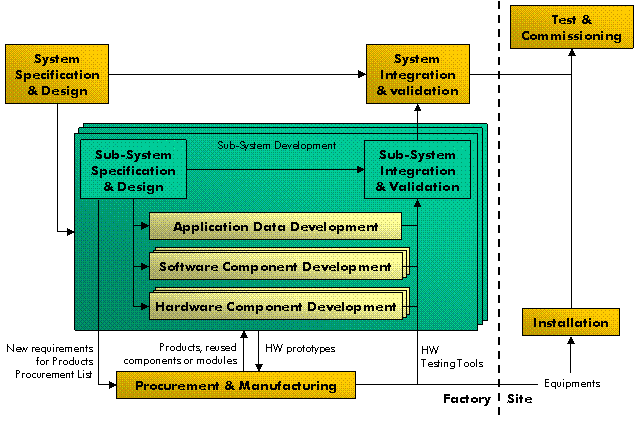 Test &
Commissioning
System
Specification
& Design
System
Integration
& validation
Sub-System Development
Sub-System
Specification
& Design
Sub-System
Integration
& Validation
Application Data Development
Software Component Development
Hardware Component Development
Installation
New requirements
for Products
Procurement List
Products, reused
components or modules
HW prototypes
HW
Testing Tools
Procurement & Manufacturing
Equipments
Factory
Site